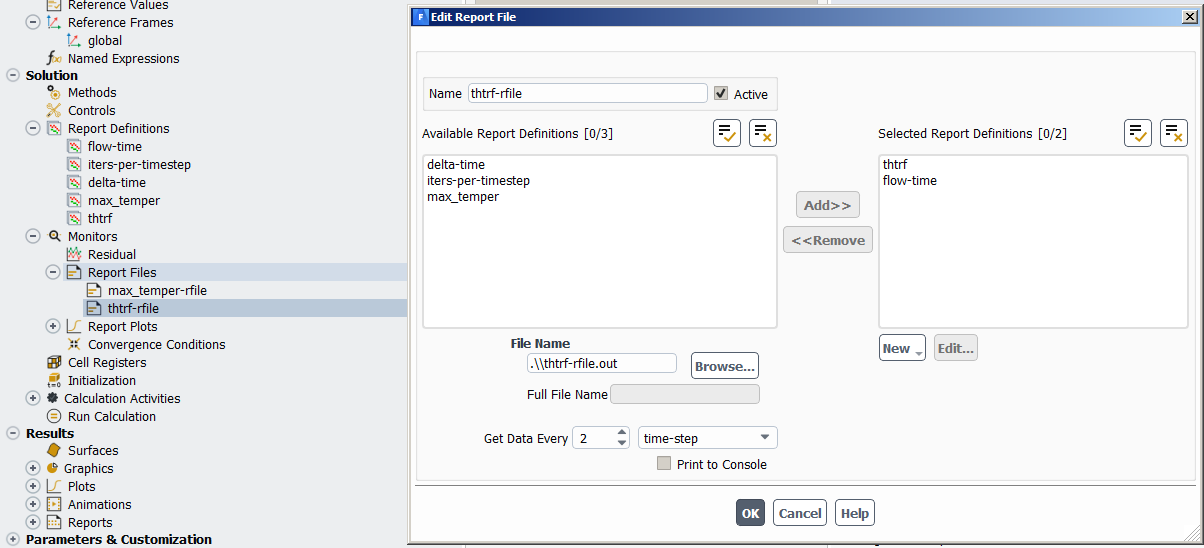 Reference Values
Reference Frames
global
Named Expressions
Solution
Methods
Controls
Report Definitions
flow-time
iters-per-timestep
delta-time
max_temper
thtrf
Monitors
Residual
Report Files
max_temper-rfile
thtrf-rfile
Report Plots
Convergence Conditions
Cell Registers
Initialization
Calculation Activities
Run Calculation
Results
Surfaces
Graphics
Plots
Animations
Reports
Parameters & Customization
Edit Report File
Name thtrf-rfile Active
Available Report Definitions [0/3]
delta-time
iters-per-timestep
max_temper
Add>>
<<Remove
Selected Report Definitions [0/2]
thtrf
flow-time
New Edit...
File Name
.\\thtrf-rfile.out Browse...
Full File Name
Get Data Every 2 time-step
Print to Console
OK Cancel Help